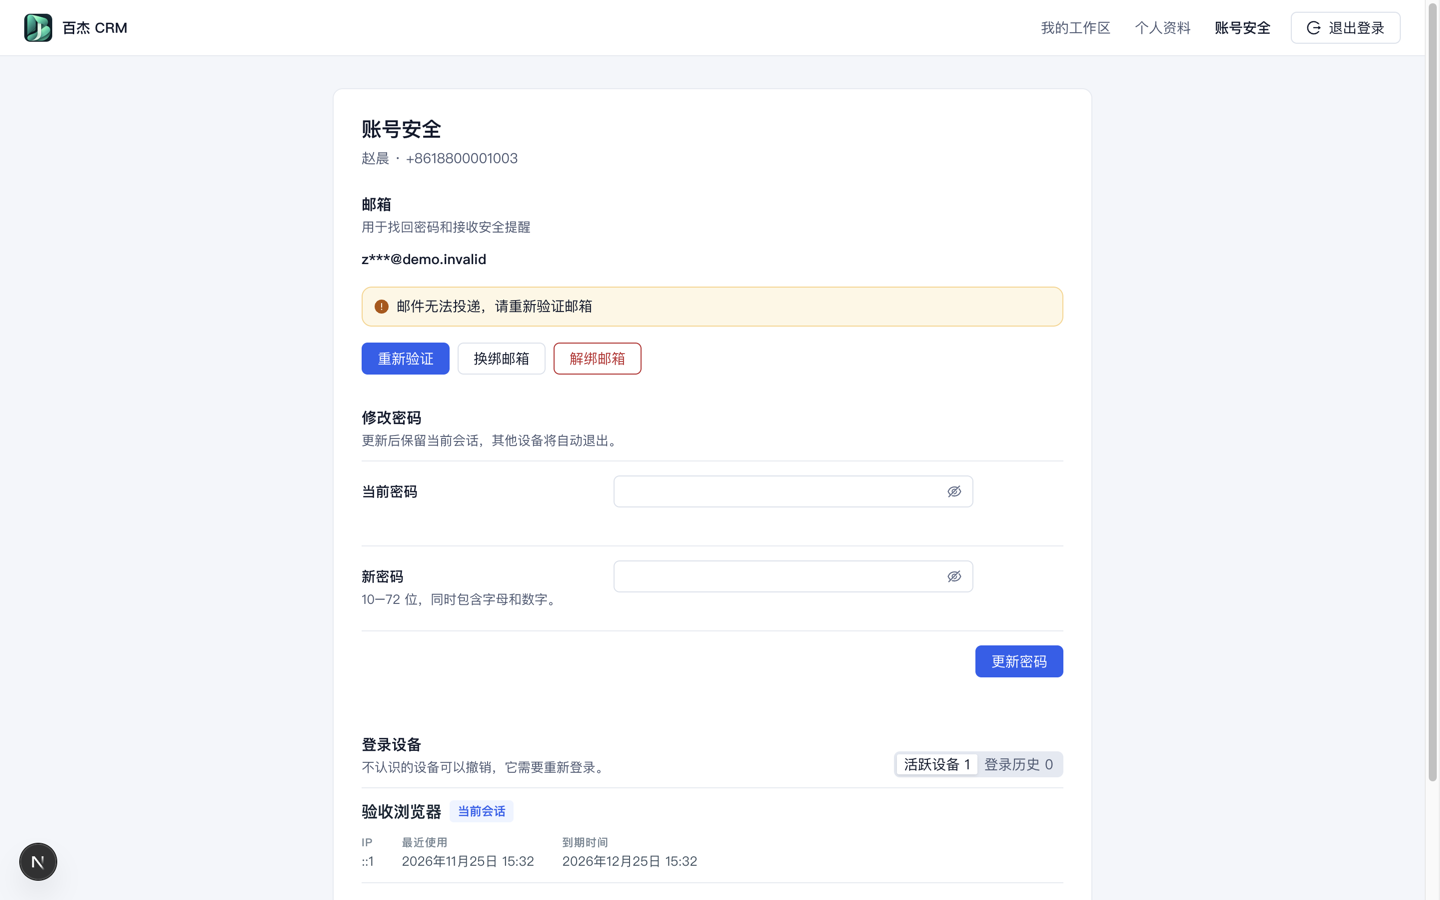 百杰 CRM
我的工作区
个人资料
账号安全
退出登录
账号安全
赵晨 · +8618800001003
邮箱
用于找回密码和接收安全提醒
z***@demo.invalid
邮件无法投递，请重新验证邮箱
重新验证
换绑邮箱
解绑邮箱
修改密码
更新后保留当前会话，其他设备将自动退出。
当前密码
新密码
10–72 位，同时包含字母和数字。
更新密码
登录设备
不认识的设备可以撤销，它需要重新登录。
活跃设备 1
登录历史 0
验收浏览器 当前会话
IP 最近使用 到期时间
::1 2026年11月25日 15:32 2026年12月25日 15:32
N